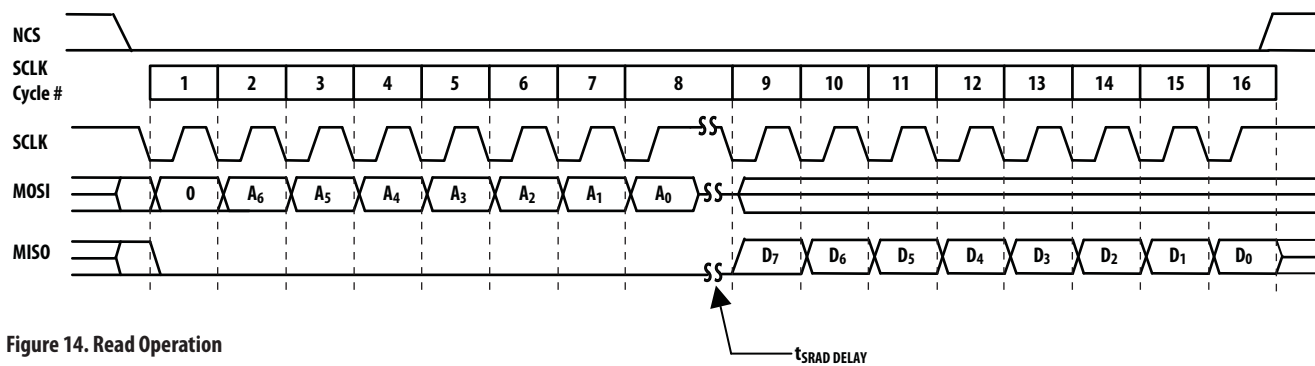 NCS
SCLK
Cycle #
1 2 3 4 5 6 7 8 9 10 11 12 13 14 15 16
SCLK
MOSI
0 A6 A5 A4 A3 A2 A1 A0
MISO
D7 D6 D5 D4 D3 D2 D1 D0
tSRAD DELAY
Figure 14. Read Operation